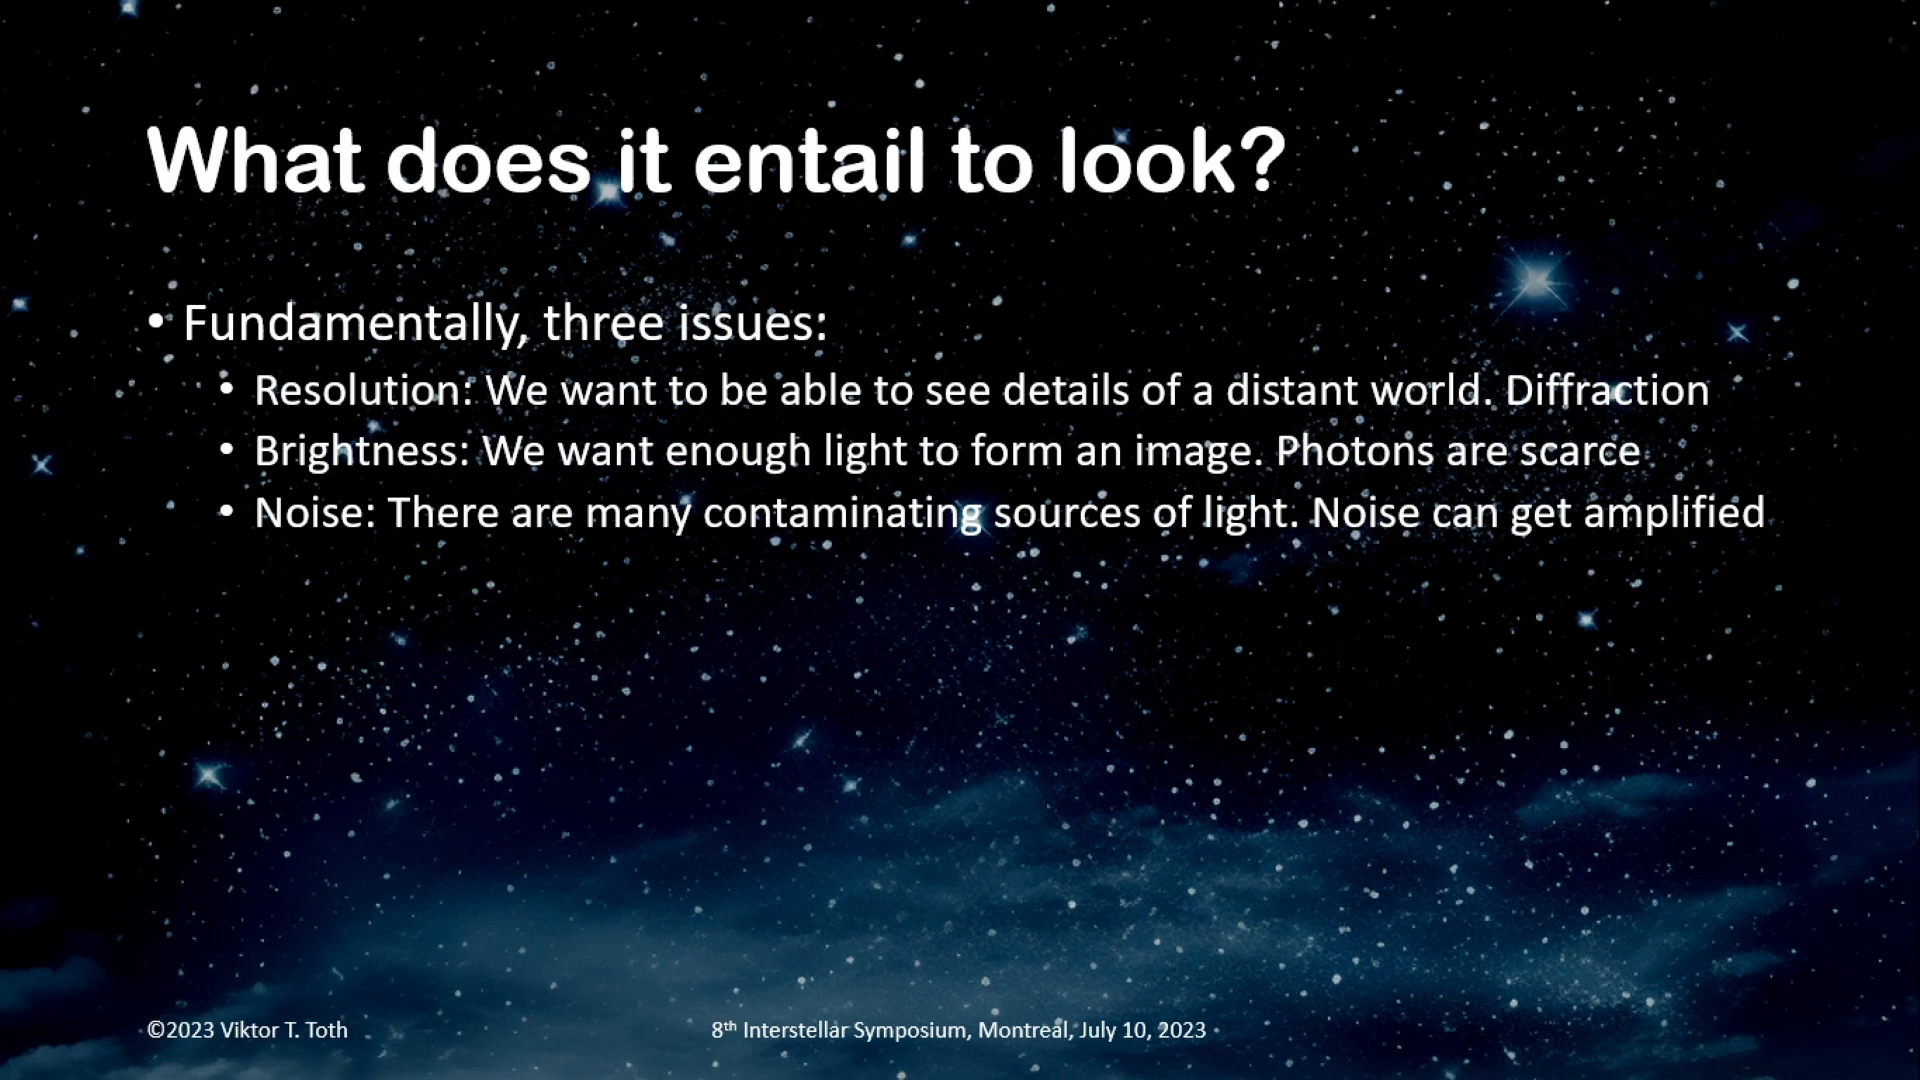 What does it entail to look?
• Fundamentally, three issues:
• Resolution: We want to be able to see details of a distant world. Diffraction
• Brightness: We want enough light to form an image. Photons are scarce
• Noise: There are many contaminating sources of light. Noise can get amplified
©2023 Viktor T. Toth
8th Interstellar Symposium, Montreal, July 10, 2023